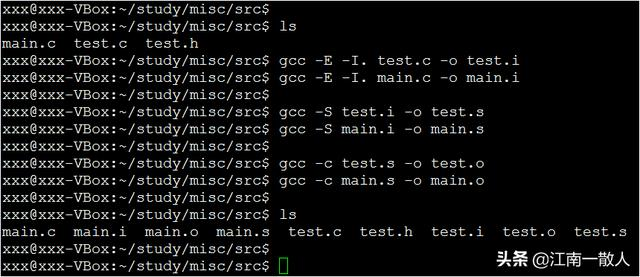 xxx@xxx-VBox:~/study/misc/src$
xxx@xxx-VBox:~/study/misc/src$ ls
main.c  test.c  test.h
xxx@xxx-VBox:~/study/misc/src$ gcc -E -I. test.c -o test.i
xxx@xxx-VBox:~/study/misc/src$ gcc -E -I. main.c -o main.i
xxx@xxx-VBox:~/study/misc/src$
xxx@xxx-VBox:~/study/misc/src$ gcc -S test.i -o test.s
xxx@xxx-VBox:~/study/misc/src$ gcc -S main.i -o main.s
xxx@xxx-VBox:~/study/misc/src$
xxx@xxx-VBox:~/study/misc/src$ gcc -c test.s -o test.o
xxx@xxx-VBox:~/study/misc/src$ gcc -c main.s -o main.o
xxx@xxx-VBox:~/study/misc/src$
xxx@xxx-VBox:~/study/misc/src$ ls
main.c  main.i  main.o  main.s  test.c  test.h  test.i  test.o  test.s
xxx@xxx-VBox:~/study/misc/src$
xxx@xxx-VBox:~/study/misc/src$
头条 @江南一散人